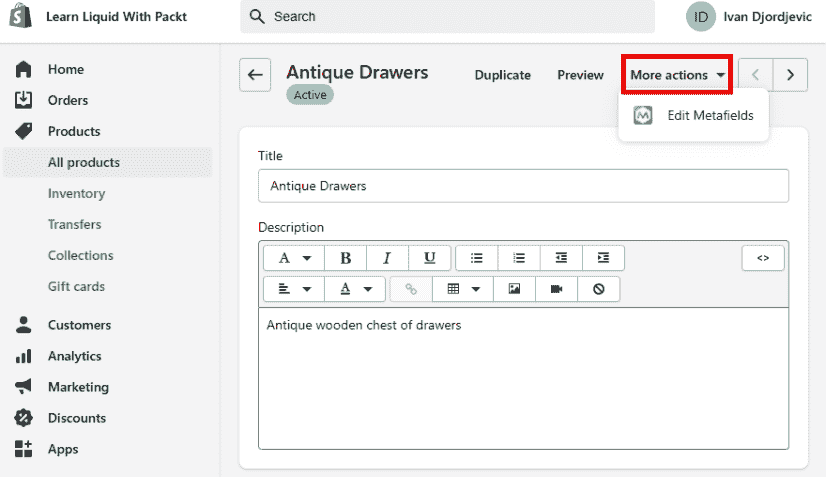 Learn Liquid With Packt
Search
ID
Ivan Djordjevic
Home
Orders
Products
All products
Inventory
Transfers
Collections
Gift cards
Customers
Analytics
Marketing
Discounts
Apps
Antique Drawers
Active
Duplicate
Preview
More actions
Edit Metafields
Title
Antique Drawers
Description
A
B
I
U
<>
A
Antique wooden chest of drawers